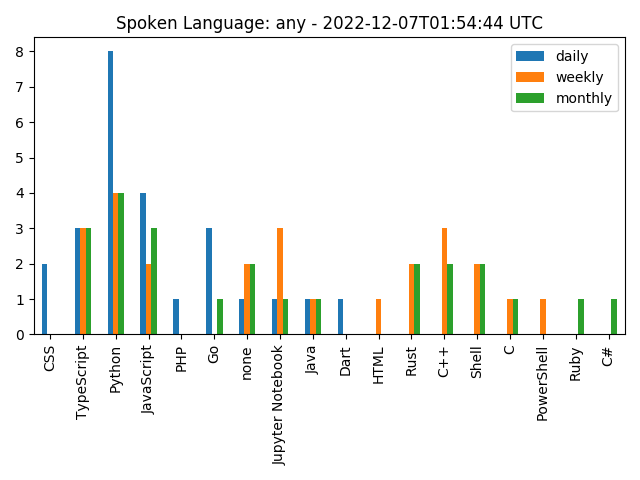 Spoken Language: any - 2022-12-07T01:54:44 UTC
daily
weekly
monthly
8
7
6
5
4
3
2
1
0
CSS
TypeScript
Python
JavaScript
PHP
Go
none
Jupyter Notebook
Java
Dart
HTML
Rust
C++
Shell
C
PowerShell
Ruby
C#